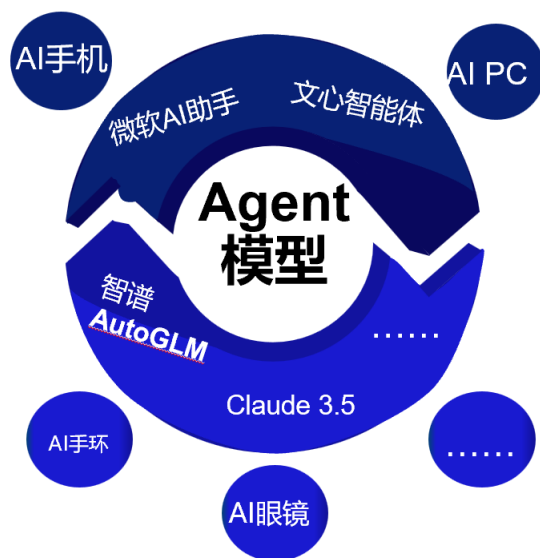 AI手机
AI PC
微软AI助手
文心智能体
Agent
模型
智谱
AutoGLM
......
Claude 3.5
AI手环
......
AI眼镜